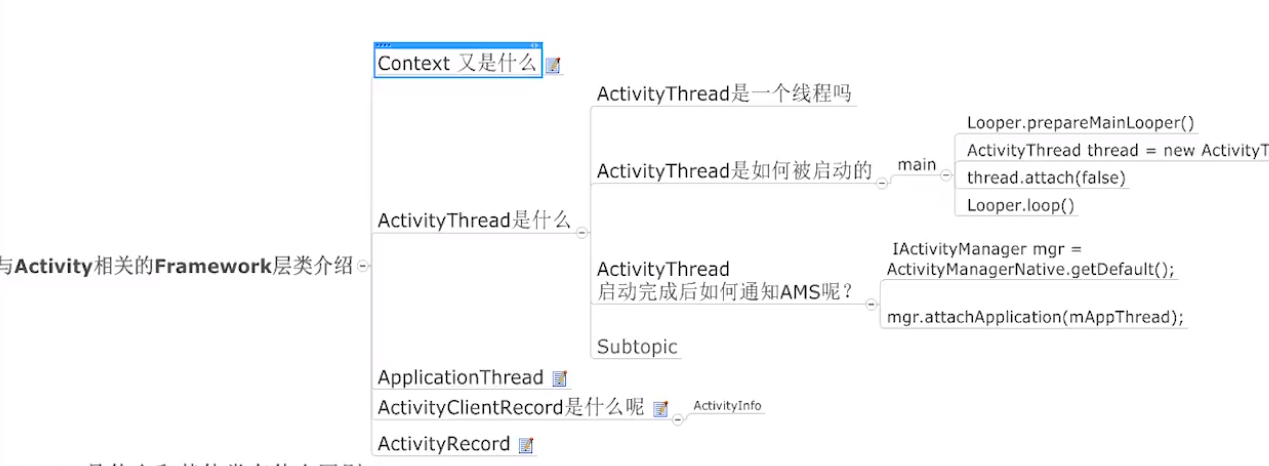 Context 又是什么
ActivityThread是一个线程吗
Looper.prepareMainLooper()
ActivityThread thread = new ActivityT
ActivityThread是如何被启动的
main
thread.attach(false)
Looper.loop()
ActivityThread是什么
与Activity相关的Framework层类介绍
IActivityManager mgr =
ActivityManagerNative.getDefault();
ActivityThread
启动完成后如何通知AMS呢？
mgr.attachApplication(mAppThread);
Subtopic
ApplicationThread
ActivityClientRecord是什么呢
ActivityInfo
ActivityRecord